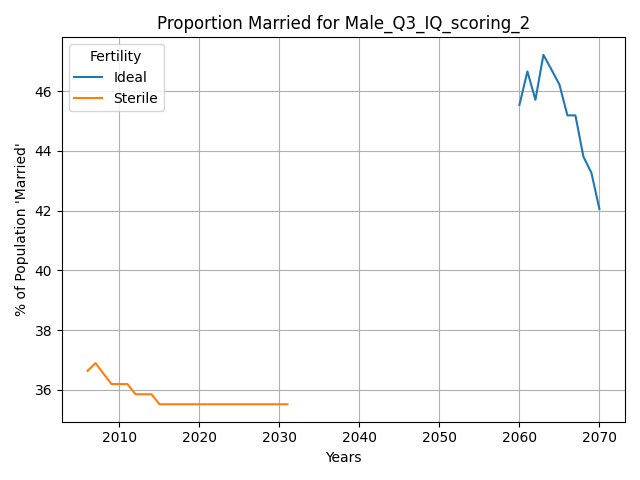 Proportion Married for Male_Q3_IQ_scoring_2
Fertility
Ideal
Sterile
% of Population 'Married'
46
44
42
40
38
36
2010 2020 2030 2040 2050 2060 2070
Years